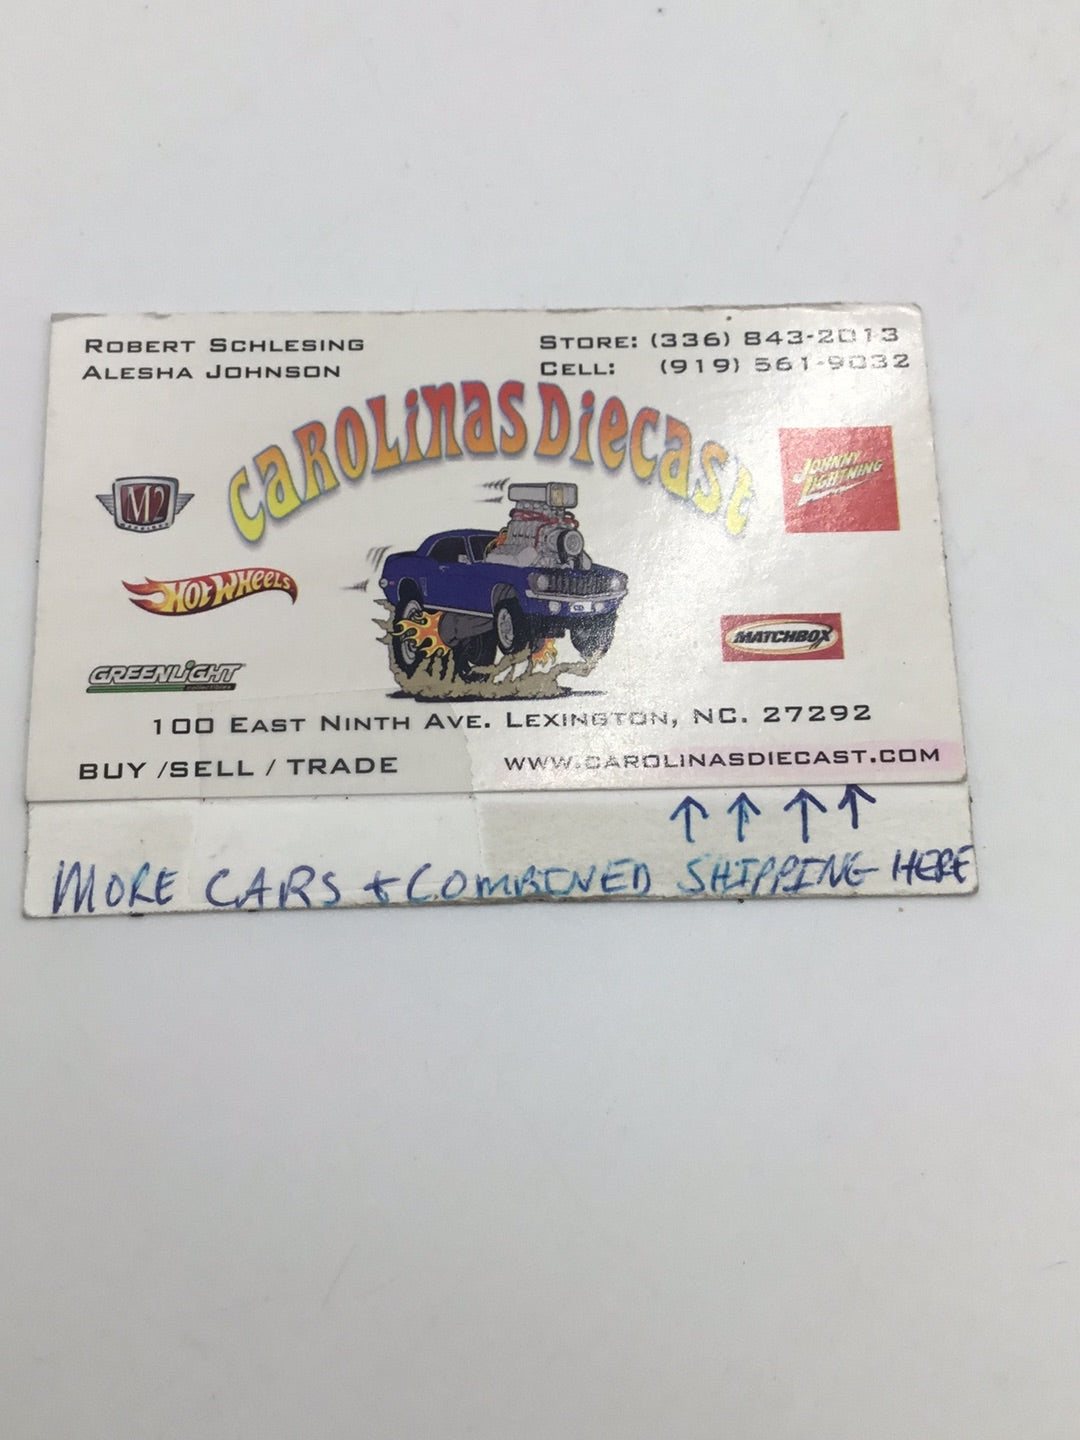 ROBERT SCHLESING
ALESHA JOHNSON
STORE: (336) 843-2013
CELL: (919) 561-9032
CAROLINAS DIECAST
M2
MACHINES
JOHNNY LIGHTNING
HOT WHEELS
MATCHBOX
GREENLIGHT
COLLECTIBLES
100 EAST NINTH AVE. LEXINGTON, NC. 27292
BUY /SELL / TRADE
WWW.CAROLINASDIECAST.COM
↑ ↑ ↑ ↑
MORE CARS + COMBINED SHIPPING HERE